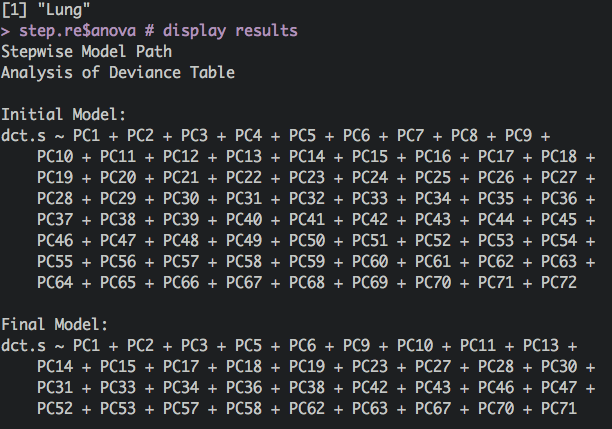 [1] "Lung"
> step.re$anova # display results
Stepwise Model Path
Analysis of Deviance Table
Initial Model:
dct.s ~ PC1 + PC2 + PC3 + PC4 + PC5 + PC6 + PC7 + PC8 + PC9 +
PC10 + PC11 + PC12 + PC13 + PC14 + PC15 + PC16 + PC17 + PC18 +
PC19 + PC20 + PC21 + PC22 + PC23 + PC24 + PC25 + PC26 + PC27 +
PC28 + PC29 + PC30 + PC31 + PC32 + PC33 + PC34 + PC35 + PC36 +
PC37 + PC38 + PC39 + PC40 + PC41 + PC42 + PC43 + PC44 + PC45 +
PC46 + PC47 + PC48 + PC49 + PC50 + PC51 + PC52 + PC53 + PC54 +
PC55 + PC56 + PC57 + PC58 + PC59 + PC60 + PC61 + PC62 + PC63 +
PC64 + PC65 + PC66 + PC67 + PC68 + PC69 + PC70 + PC71 + PC72
Final Model:
dct.s ~ PC1 + PC2 + PC3 + PC5 + PC6 + PC9 + PC10 + PC11 + PC13 +
PC14 + PC15 + PC17 + PC18 + PC19 + PC23 + PC27 + PC28 + PC30 +
PC31 + PC33 + PC34 + PC36 + PC38 + PC42 + PC43 + PC46 + PC47 +
PC52 + PC53 + PC57 + PC58 + PC62 + PC63 + PC67 + PC70 + PC71